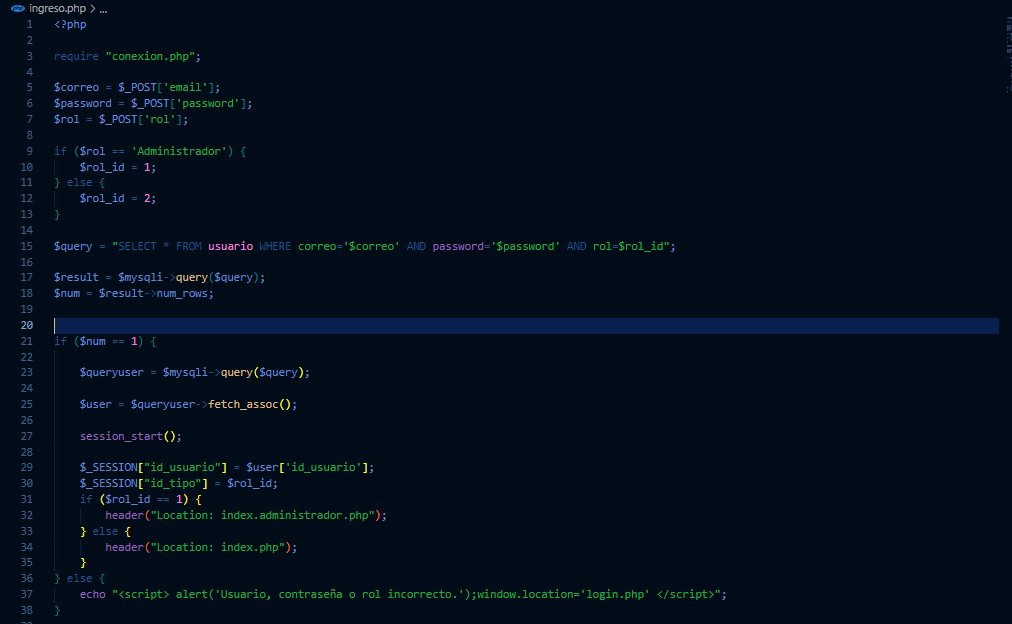 php ingreso.php > ...
1 <?php
2
3 require "conexion.php";
4
5 $correo = $_POST['email'];
6 $password = $_POST['password'];
7 $rol = $_POST['rol'];
8
9 if ($rol == 'Administrador') {
10     $rol_id = 1;
11 } else {
12     $rol_id = 2;
13 }
14
15 $query = "SELECT * FROM usuario WHERE correo='$correo' AND password='$password' AND rol=$rol_id";
16
17 $result = $mysqli->query($query);
18 $num = $result->num_rows;
19
20
21 if ($num == 1) {
22
23     $queryuser = $mysqli->query($query);
24
25     $user = $queryuser->fetch_assoc();
26
27     session_start();
28
29     $_SESSION["id_usuario"] = $user['id_usuario'];
30     $_SESSION["id_tipo"] = $rol_id;
31     if ($rol_id == 1) {
32         header("Location: index.administrador.php");
33     } else {
34         header("Location: index.php");
35     }
36 } else {
37     echo "<script> alert('Usuario, contraseña o rol incorrecto.');window.location='login.php' </script>";
38 }